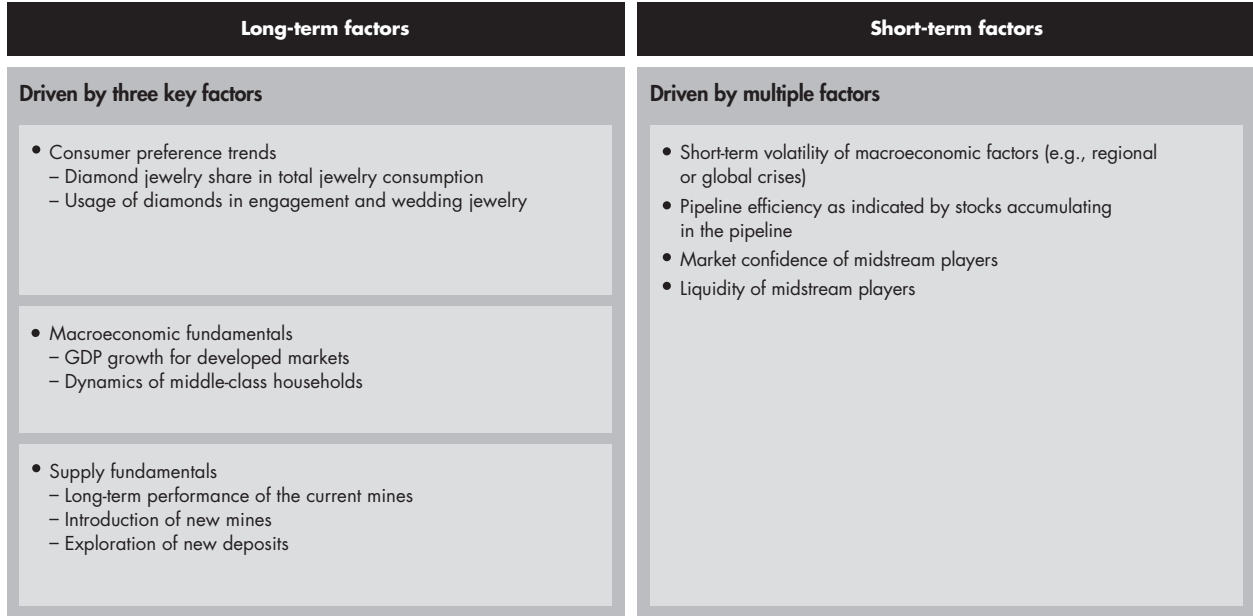 Long-term factors
Driven by three key factors
• Consumer preference trends
– Diamond jewelry share in total jewelry consumption
– Usage of diamonds in engagement and wedding jewelry
• Macroeconomic fundamentals
– GDP growth for developed markets
– Dynamics of middle-class households
• Supply fundamentals
– Long-term performance of the current mines
– Introduction of new mines
– Exploration of new deposits
Short-term factors
Driven by multiple factors
• Short-term volatility of macroeconomic factors (e.g., regional
or global crises)
• Pipeline efficiency as indicated by stocks accumulating
in the pipeline
• Market confidence of midstream players
• Liquidity of midstream players